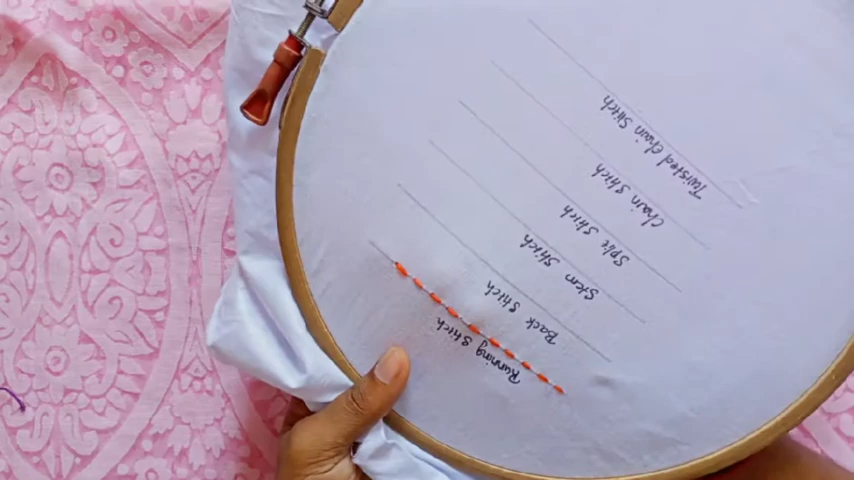 Running Stitch
Back Stitch
Stem Stitch
Split Stitch
Chain Stitch
Twisted Chain Stitch